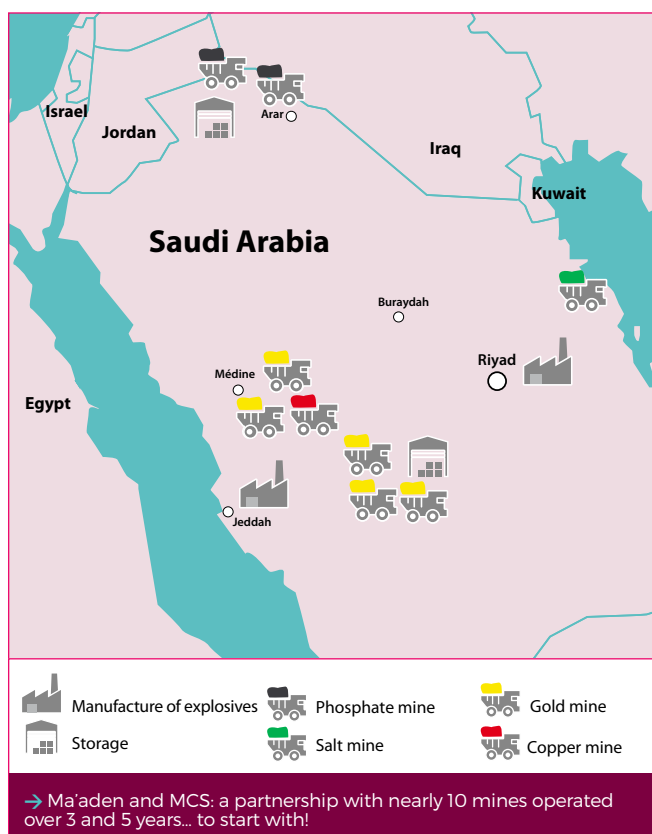 Israel
Jordan
Arar
Iraq
Kuwait
Saudi Arabia
Buraydah
Riyad
Médine
Egypt
Jeddah
Manufacture of explosives
Phosphate mine
Gold mine
Storage
Salt mine
Copper mine
→ Ma'aden and MCS: a partnership with nearly 10 mines operated
over 3 and 5 years... to start with!